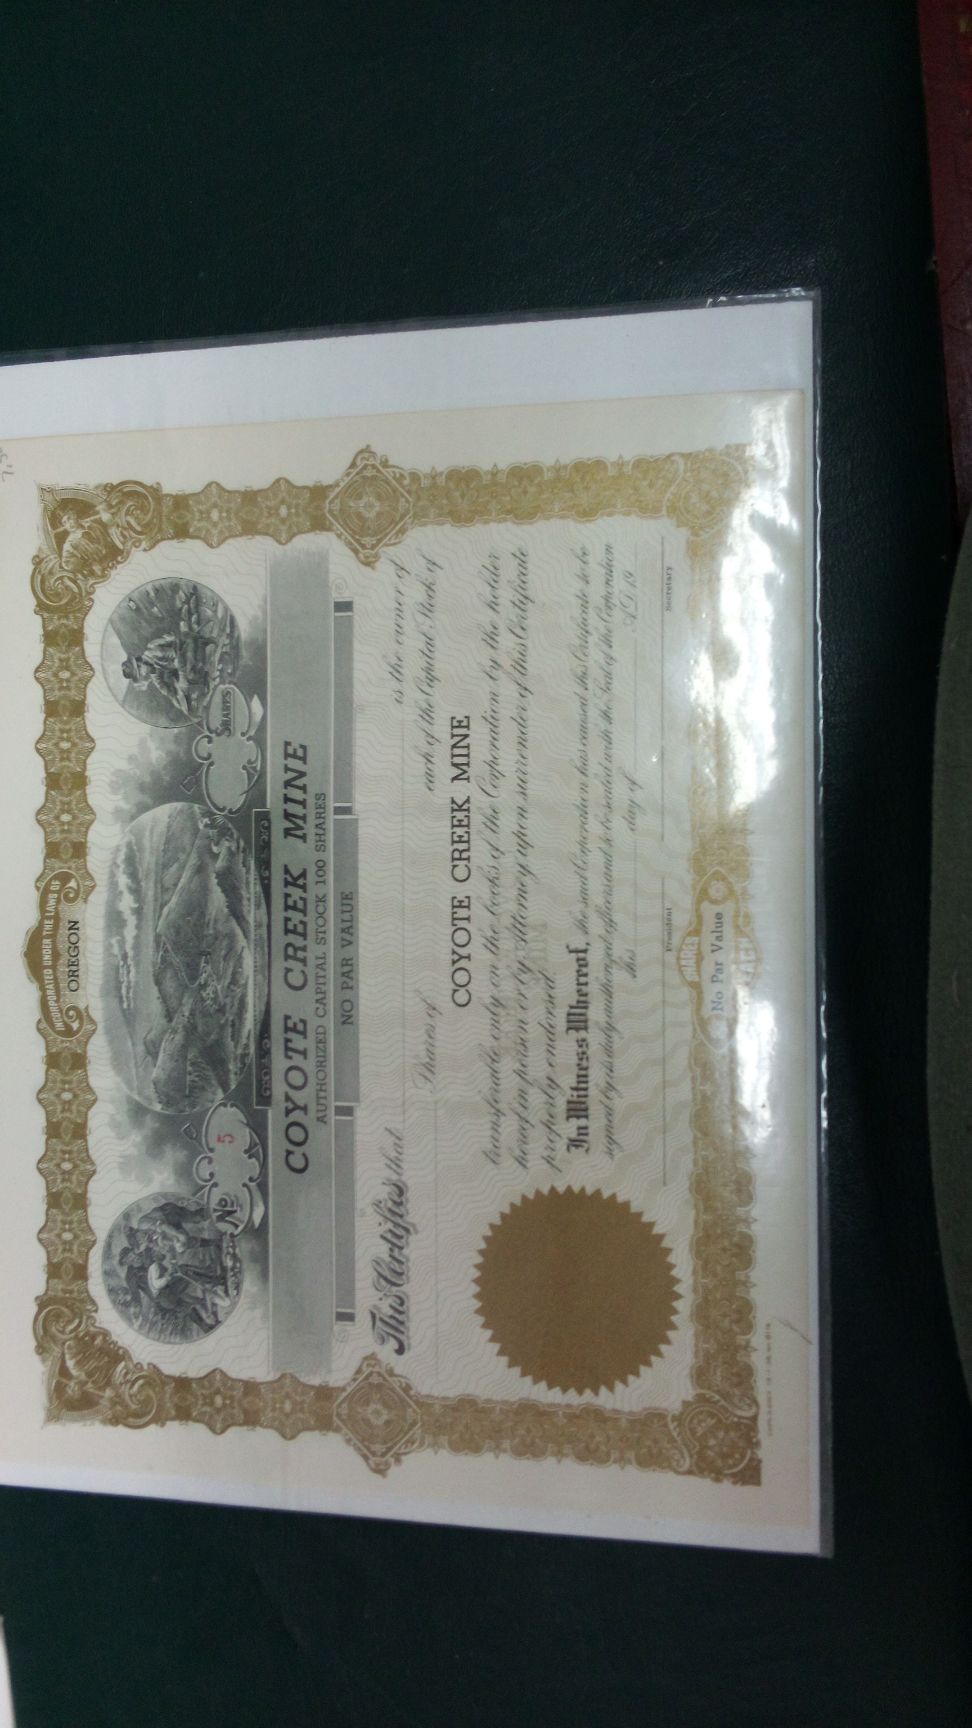 INCORPORATED UNDER THE LAWS OF
OREGON
No 5
SHARES
COYOTE CREEK MINE
AUTHORIZED CAPITAL STOCK 100 SHARES
NO PAR VALUE
This Certifies that
is the owner of
Shares of
each of the Capital Stock of
COYOTE CREEK MINE
transferable only on the books of the Corporation by the holder
hereof in person or by Attorney upon surrender of this Certificate
properly endorsed.
In Witness Whereof, the said Corporation has caused this Certificate to be
signed by its duly authorized officers and to be sealed with the Seal of the Corporation
this day of A.D. 19
President Secretary
SHARES
No Par Value
EACH